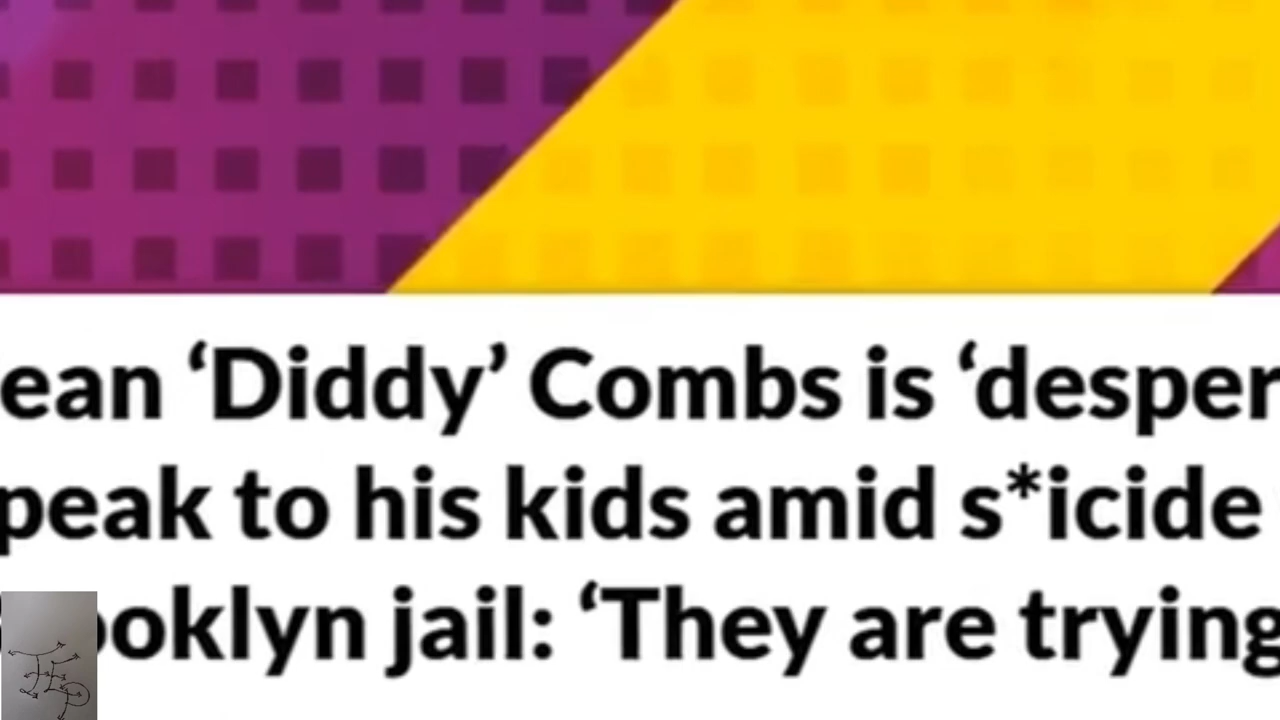 ean ‘Diddy’ Combs is ‘desper
peak to his kids amid s*icide
ooklyn jail: ‘They are trying